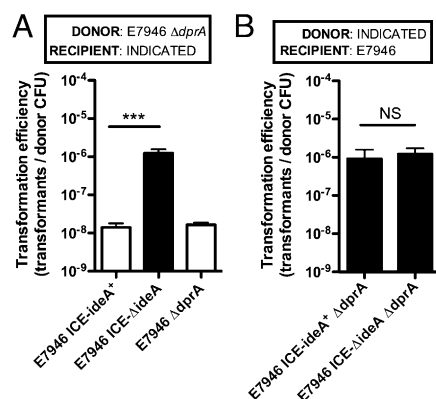 A
DONOR: E7946 ΔdprA
RECIPIENT: INDICATED
Transformation efficiency
(transformants / donor CFU)
10-4
10-5
10-6
10-7
10-8
10-9
***
E7946 ICE-ideA+
E7946 ICE-ΔideA
E7946 ΔdprA
B
DONOR: INDICATED
RECIPIENT: E7946
Transformation efficiency
(transformants / donor CFU)
10-4
10-5
10-6
10-7
10-8
10-9
NS
E7946 ICE-ideA+ ΔdprA
E7946 ICE-ΔideA ΔdprA